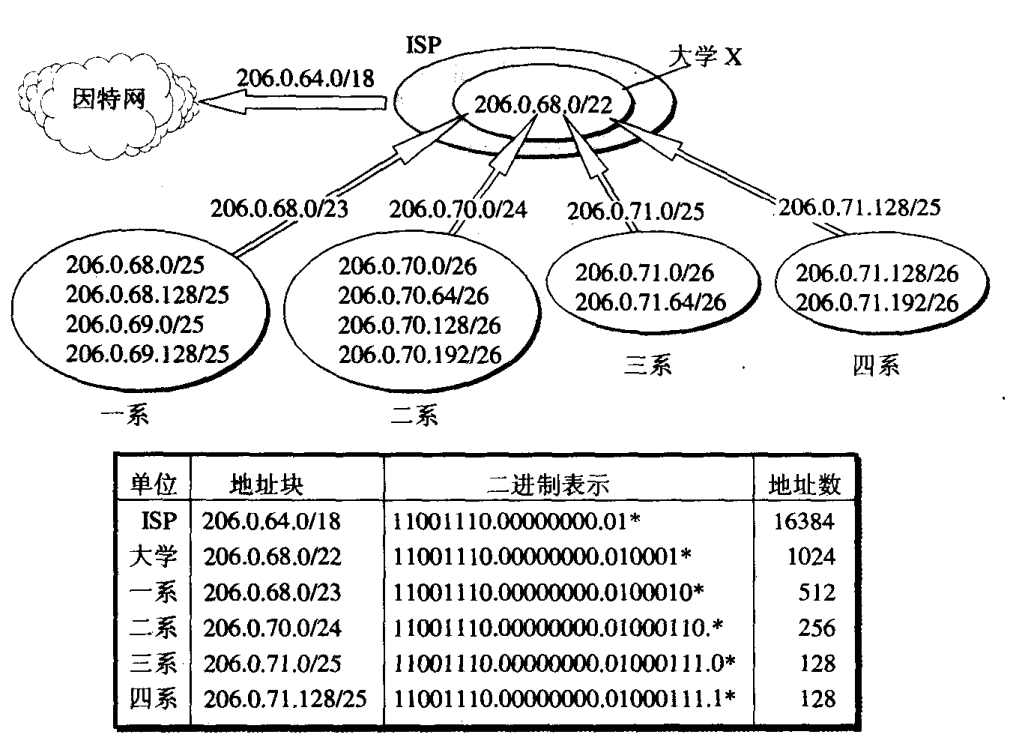 ISP
大学 X
因特网
206.0.64.0/18
206.0.68.0/22
206.0.68.0/23
206.0.70.0/24
206.0.71.0/25
206.0.71.128/25
206.0.68.0/25
206.0.68.128/25
206.0.69.0/25
206.0.69.128/25
一系
206.0.70.0/26
206.0.70.64/26
206.0.70.128/26
206.0.70.192/26
二系
206.0.71.0/26
206.0.71.64/26
三系
206.0.71.128/26
206.0.71.192/26
四系
单位 地址块 二进制表示 地址数
ISP 206.0.64.0/18 11001110.00000000.01* 16384
大学 206.0.68.0/22 11001110.00000000.010001* 1024
一系 206.0.68.0/23 11001110.00000000.0100010* 512
二系 206.0.70.0/24 11001110.00000000.01000110.* 256
三系 206.0.71.0/25 11001110.00000000.01000111.0* 128
四系 206.0.71.128/25 11001110.00000000.01000111.1* 128